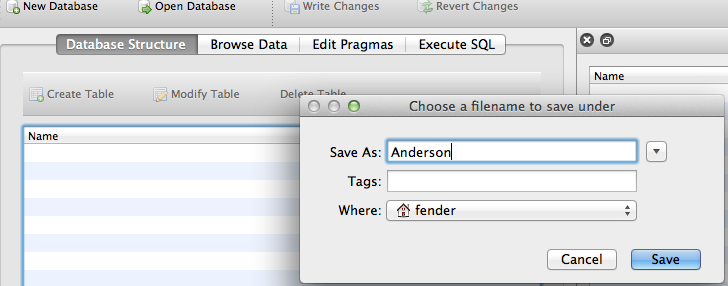 New Database Open Database Write Changes Revert Changes
Database Structure Browse Data Edit Pragmas Execute SQL
Create Table Modify Table Delete Table
Name
Name
Choose a filename to save under
Save As: Anderson
Tags:
Where: fender
Cancel Save